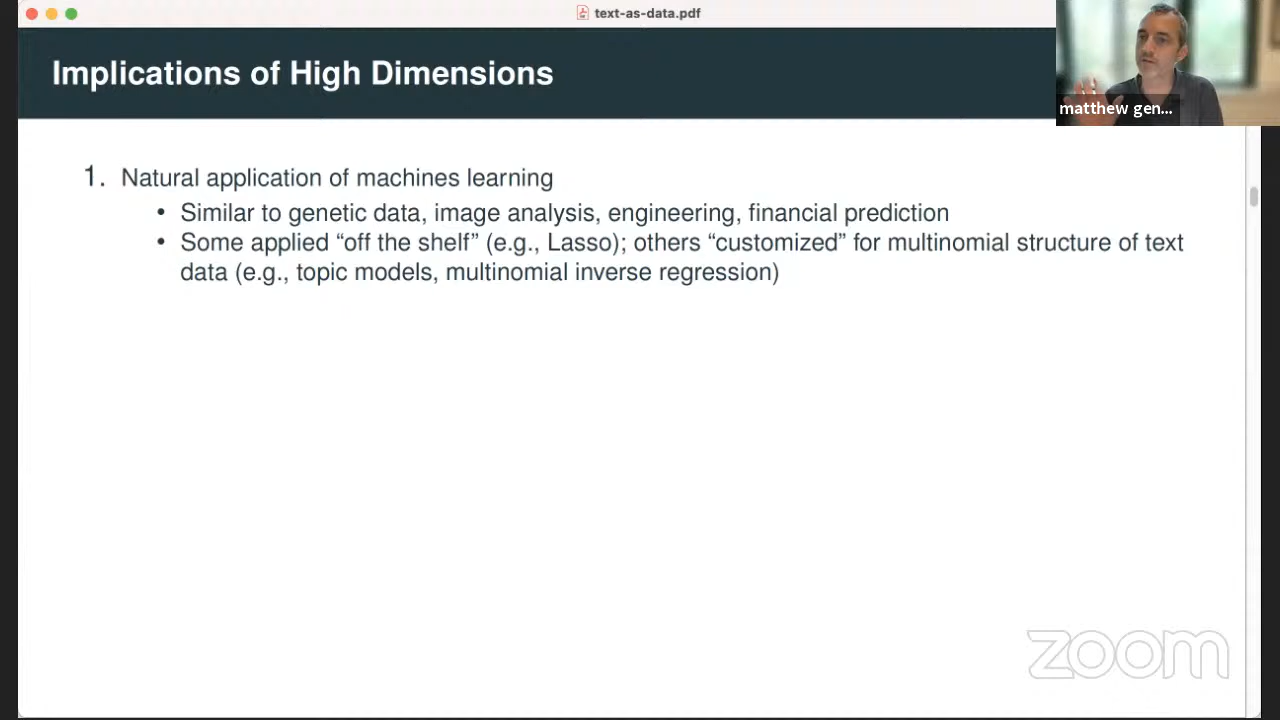 text-as-data.pdf
Implications of High Dimensions
matthew gen...
1. Natural application of machines learning
• Similar to genetic data, image analysis, engineering, financial prediction
• Some applied “off the shelf” (e.g., Lasso); others “customized” for multinomial structure of text
data (e.g., topic models, multinomial inverse regression)
zoom